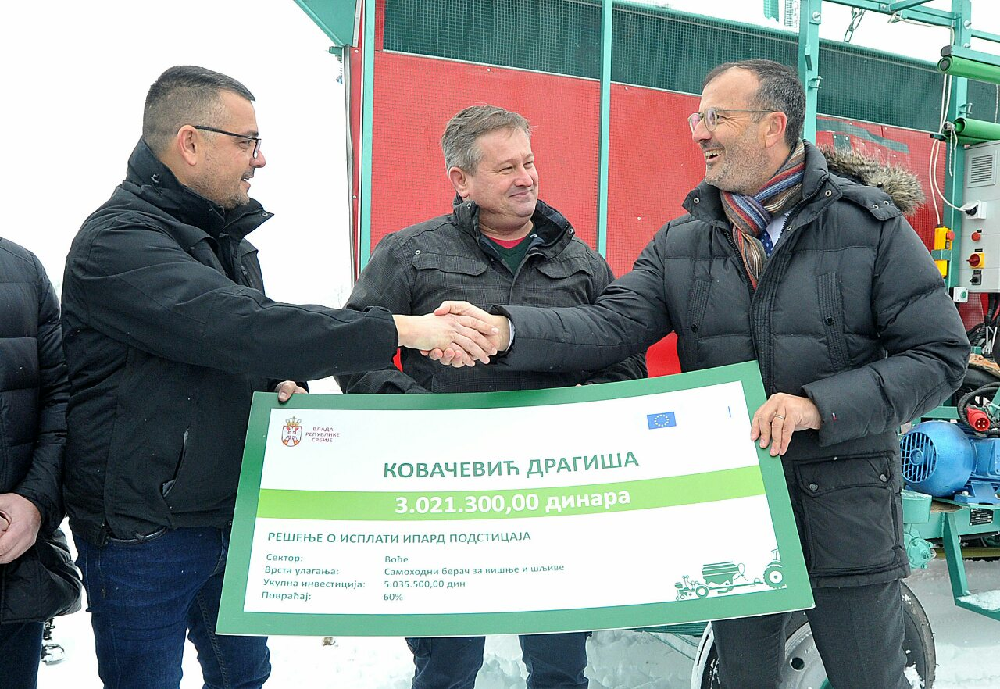 ВЛАДА
РЕПУБЛИКЕ
СРБИЈЕ
КОВАЧЕВИЋ ДРАГИША
3.021.300,00 динара
РЕШЕЊЕ О ИСПЛАТИ ИПАРД ПОДСТИЦАЈА
Сектор: Воће
Врста улагања: Самоходни берач за вишње и шљиве
Укупна инвестиција: 5.035.500,00 дин
Повраћај: 60%